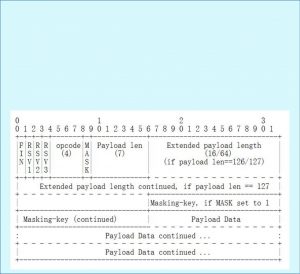 0 1 2 3
0 1 2 3 4 5 6 7 8 9 0 1 2 3 4 5 6 7 8 9 0 1 2 3 4 5 6 7 8 9 0 1
F R R R opcode M Payload len Extended payload length
I S S S (4) A (7) (16/64)
N V V V S (if payload len==126/127)
1 2 3 K
Extended payload length continued, if payload len == 127
Masking-key, if MASK set to 1
Masking-key (continued) Payload Data
Payload Data continued ...
Payload Data continued ...